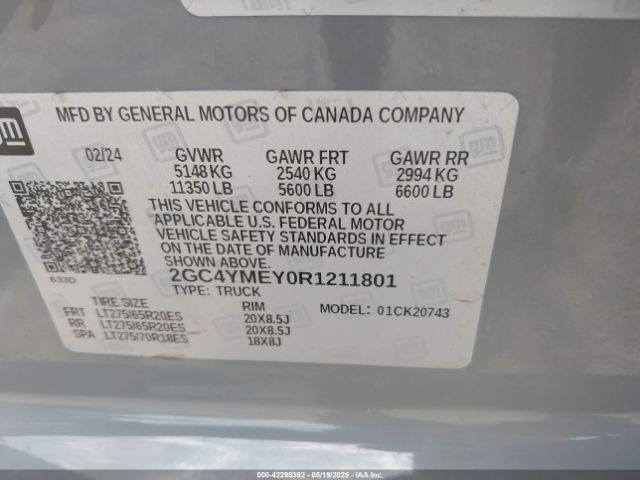 gm
MFD BY GENERAL MOTORS OF CANADA COMPANY
02/24 GVWR GAWR FRT GAWR RR
5148 KG 2540 KG 2994 KG
11350 LB 5600 LB 6600 LB
THIS VEHICLE CONFORMS TO ALL
APPLICABLE U.S. FEDERAL MOTOR
VEHICLE SAFETY STANDARDS IN EFFECT
ON THE DATE OF MANUFACTURE
SHOWN ABOVE.
633D
2GC4YMEY0R1211801
TYPE: TRUCK
TIRE SIZE RIM MODEL: 01CK20743
FRT LT275/65R20ES 20X8.5J
RR LT275/65R20ES 20X8.5J
SPA LT275/70R18ES 18X8J
000-42298392 - 05/19/2025 - IAA Inc.